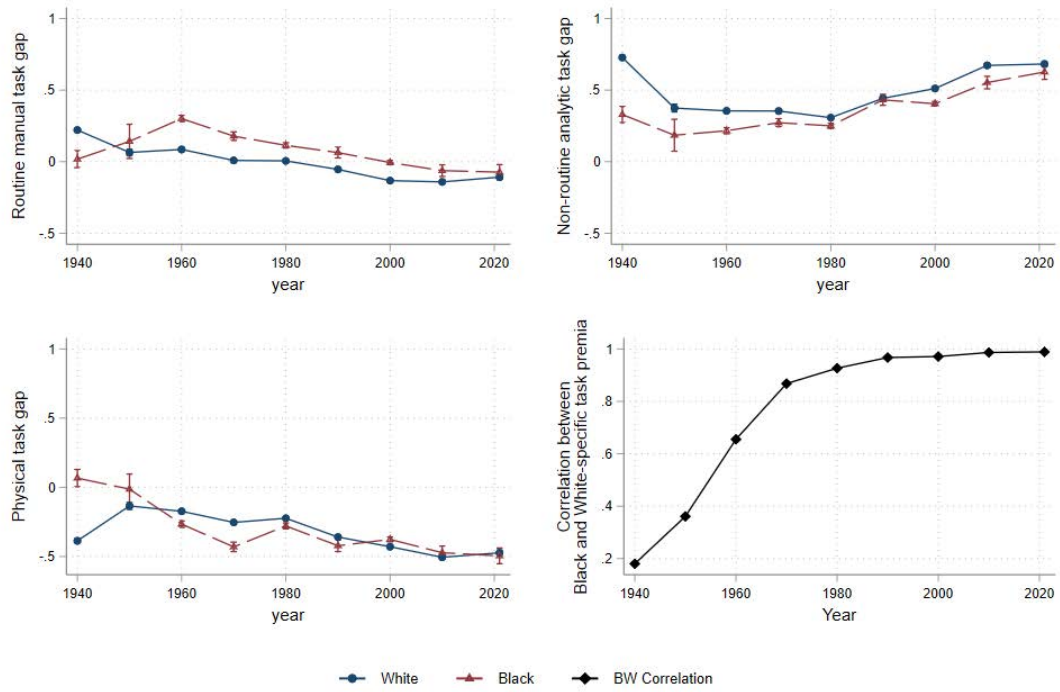 Routine manual task gap
1
.5
0
-.5
1940 1960 1980 2000 2020
year
Non-routine analytic task gap
1
.5
0
-.5
1940 1960 1980 2000 2020
year
Physical task gap
1
.5
0
-.5
1940 1960 1980 2000 2020
year
Correlation between
Black and White-specific task premia
1
.8
.6
.4
.2
1940 1960 1980 2000 2020
Year
White Black BW Correlation